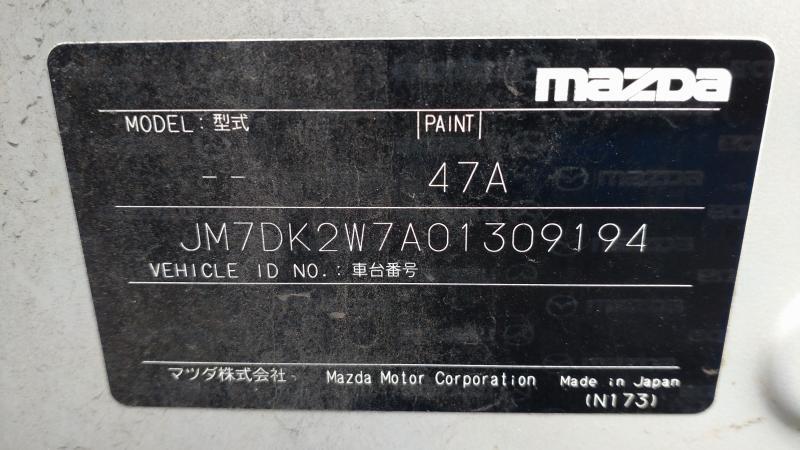 mazda
MODEL : 型式 |PAINT|
-- 47A
JM7DK2W7A01309194
VEHICLE ID NO. : 車台番号
マツダ株式会社 Mazda Motor Corporation Made in Japan
(N173)